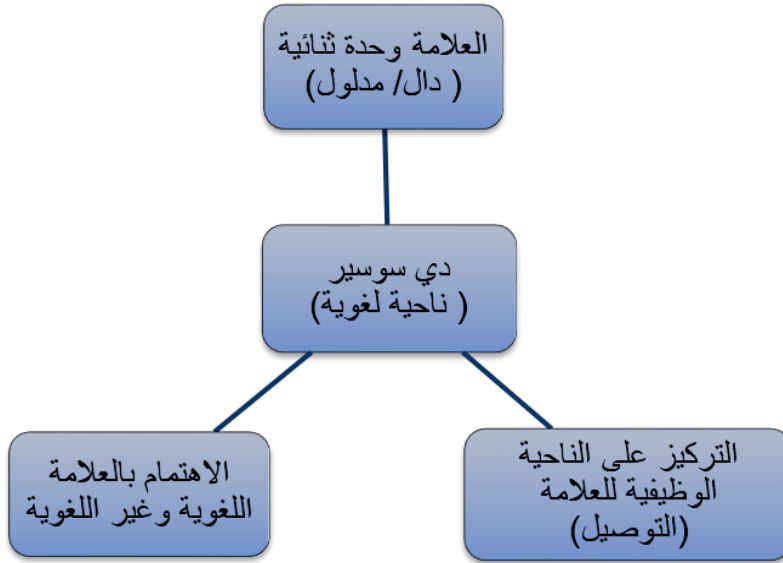 العلامة وحدة ثنائية
( دال/ مدلول)
دي سوسير
( ناحية لغوية)
التركيز على الناحية
الوظيفية للعلامة
(التوصيل)
الاهتمام بالعلامة
اللغوية وغير اللغوية